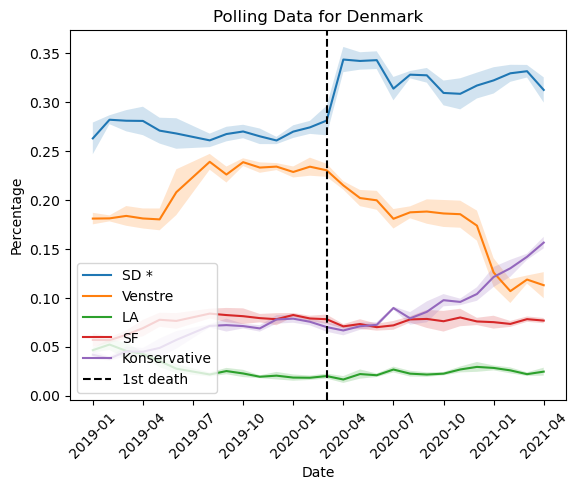 Polling Data for Denmark
Percentage
0.35
0.30
0.25
0.20
0.15
0.10
0.05
0.00
SD *
Venstre
LA
SF
Konservative
1st death
2019-01
2019-04
2019-07
2019-10
2020-01
2020-04
2020-07
2020-10
2021-01
2021-04
Date